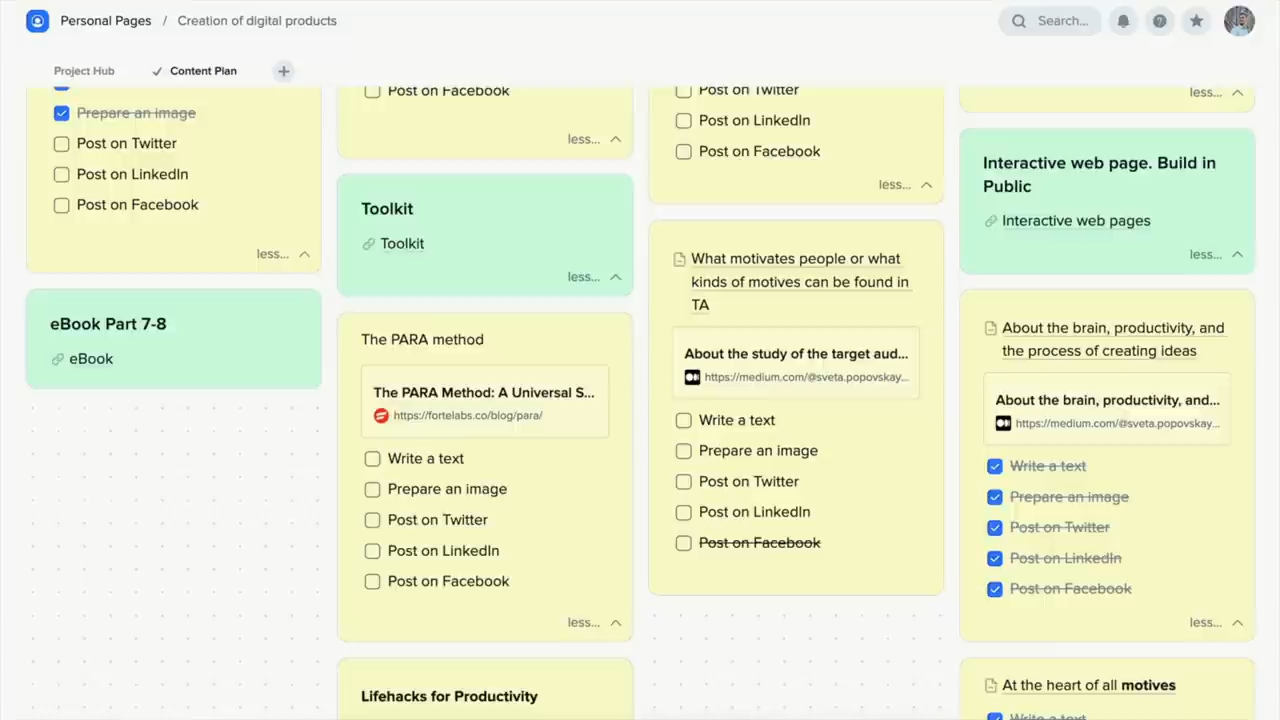 Personal Pages / Creation of digital products
Search...
Project Hub
Content Plan
Prepare an image
Post on Twitter
Post on LinkedIn
Post on Facebook
less...
eBook Part 7-8
eBook
Post on Facebook
less...
Toolkit
Toolkit
less...
The PARA method
The PARA Method: A Universal S...
https://fortelabs.co/blog/para/
Write a text
Prepare an image
Post on Twitter
Post on LinkedIn
Post on Facebook
less...
Lifehacks for Productivity
Post on Twitter
Post on LinkedIn
Post on Facebook
less...
What motivates people or what
kinds of motives can be found in
TA
About the study of the target aud...
https://medium.com/@sveta.popovskay...
Write a text
Prepare an image
Post on Twitter
Post on LinkedIn
Post on Facebook
less...
Interactive web page. Build in
Public
Interactive web pages
less...
About the brain, productivity, and
the process of creating ideas
About the brain, productivity, and...
https://medium.com/@sveta.popovskay...
Write a text
Prepare an image
Post on Twitter
Post on LinkedIn
Post on Facebook
less...
At the heart of all motives
Write a text